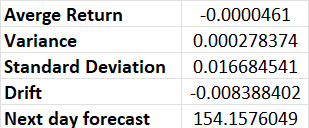 Averge Return -0.0000461
Variance 0.000278374
Standard Deviation 0.016684541
Drift -0.008388402
Next day forecast 154.1576049